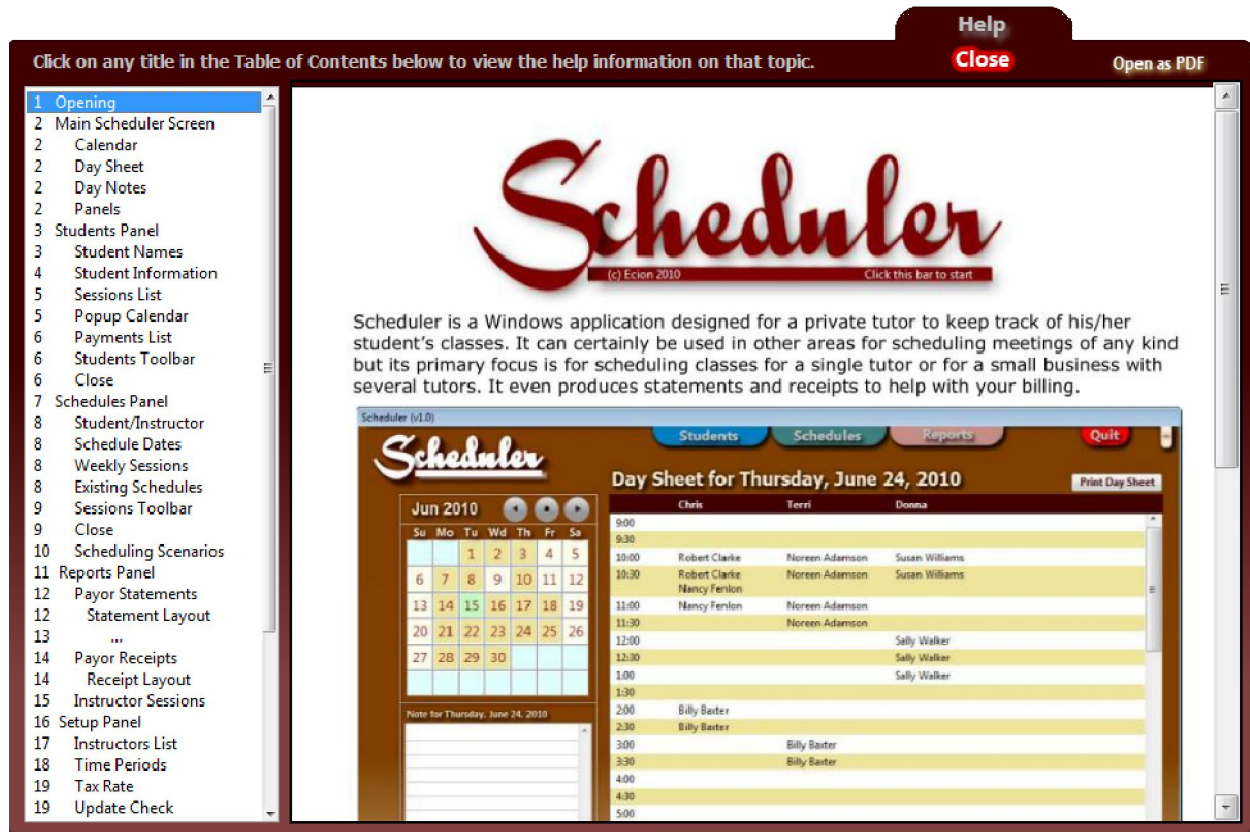 Help
Close
Click on any title in the Table of Contents below to view the help information on that topic.
Open as PDF
1 Opening
2 Main Scheduler Screen
2 Calendar
2 Day Sheet
2 Day Notes
2 Panels
3 Students Panel
3 Student Names
4 Student Information
5 Sessions List
5 Popup Calendar
6 Payments List
6 Students Toolbar
6 Close
7 Schedules Panel
8 Student/Instructor
8 Schedule Dates
8 Weekly Sessions
8 Existing Schedules
9 Sessions Toolbar
9 Close
10 Scheduling Scenarios
11 Reports Panel
12 Payor Statements
12 Statement Layout
13 ...
14 Payor Receipts
14 Receipt Layout
15 Instructor Sessions
16 Setup Panel
17 Instructors List
18 Time Periods
19 Tax Rate
19 Update Check
Scheduler
(c) Ecion 2010 Click this bar to start
Scheduler is a Windows application designed for a private tutor to keep track of his/her
student's classes. It can certainly be used in other areas for scheduling meetings of any kind
but its primary focus is for scheduling classes for a single tutor or for a small business with
several tutors. It even produces statements and receipts to help with your billing.
Scheduler (v1.0)
Scheduler
Students Schedules Reports Quit
Day Sheet for Thursday, June 24, 2010
Print Day Sheet
Jun 2010
Su Mo Tu Wd Th Fr Sa
1 2 3 4 5
6 7 8 9 10 11 12
13 14 15 16 17 18 19
20 21 22 23 24 25 26
27 28 29 30
Note for Thursday, June 24, 2010
Chris Terri Donna
9:00
9:30
10:00 Robert Clarke Noreen Adamson Susan Williams
10:30 Robert Clarke Noreen Adamson Susan Williams
Nancy Fenlon
11:00 Nancy Fenlon Noreen Adamson
11:30 Noreen Adamson
12:00 Sally Walker
12:30 Sally Walker
1:00 Sally Walker
1:30
2:00 Billy Baxter
2:30 Billy Baxter
3:00 Billy Baxter
3:30 Billy Baxter
4:00
4:30
5:00